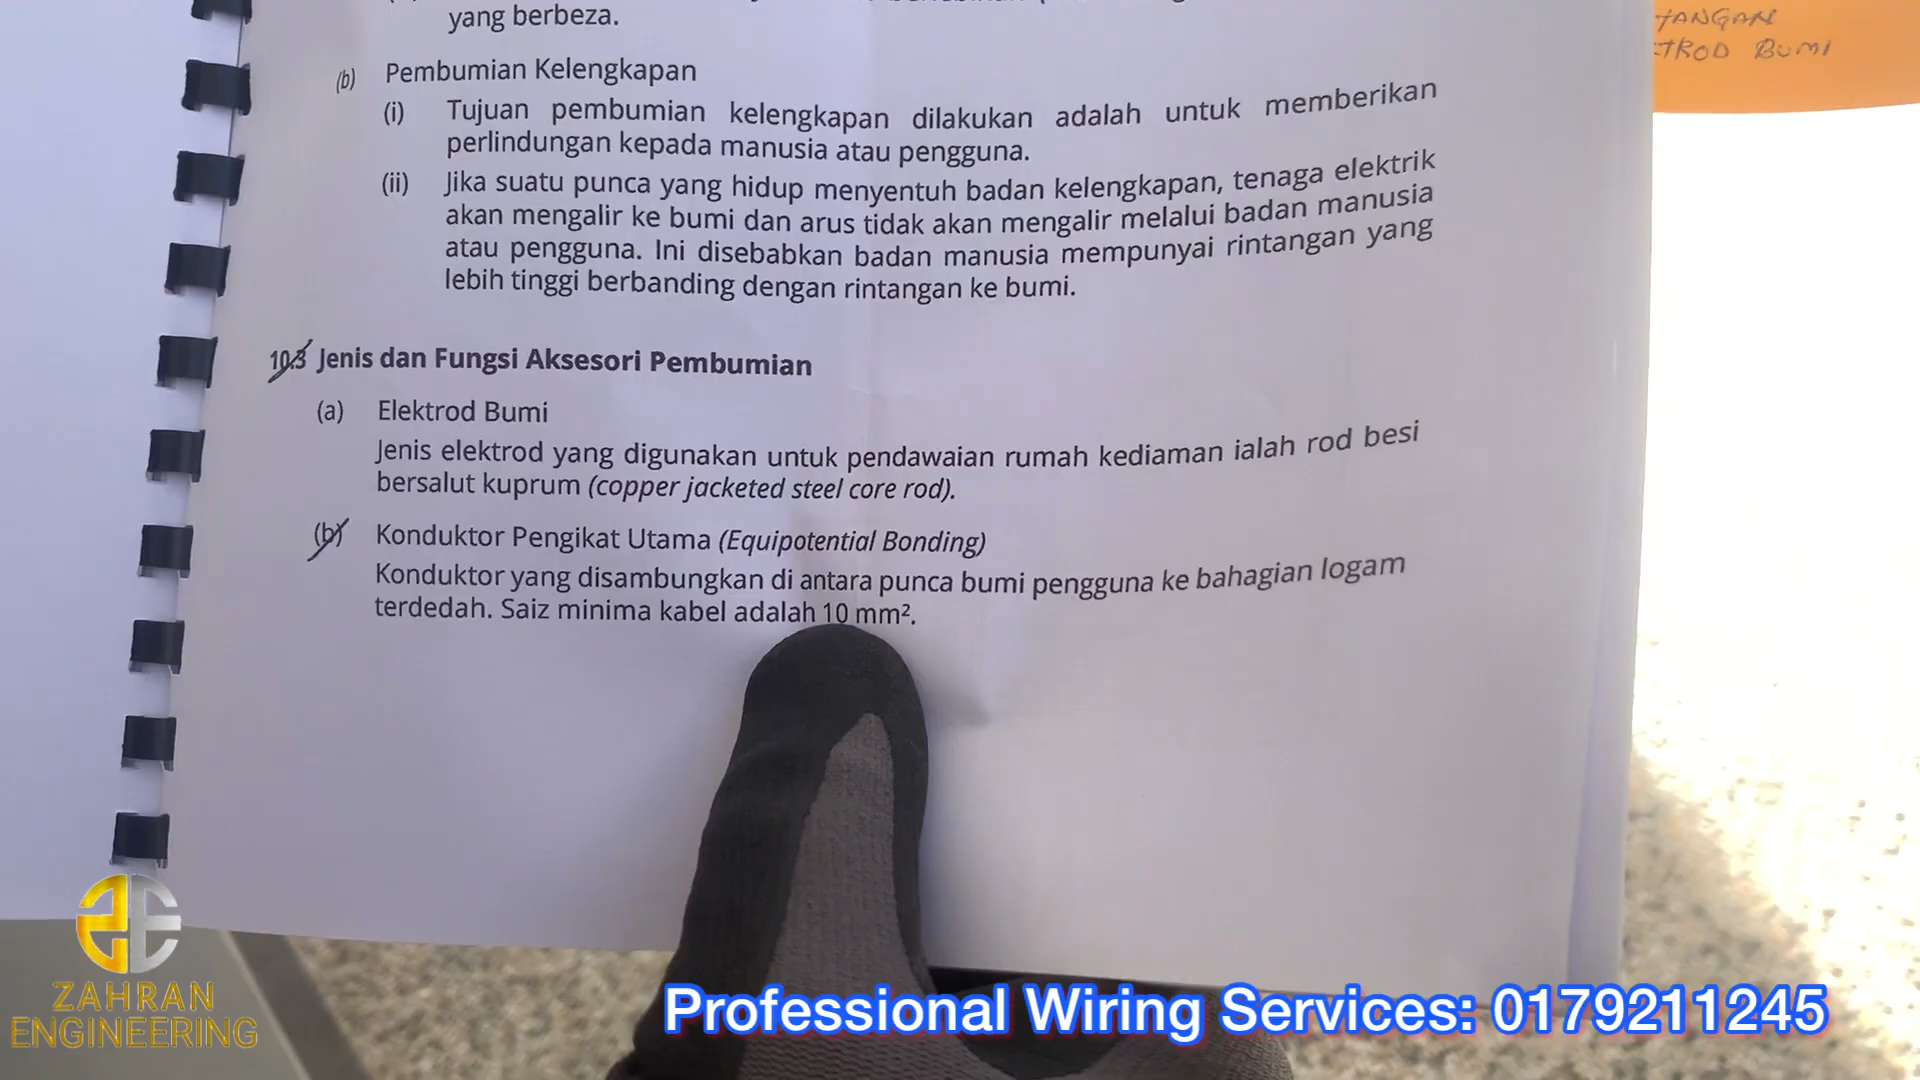 yang berbeza.
(b) Pembumian Kelengkapan
(i) Tujuan pembumian kelengkapan dilakukan adalah untuk memberikan
perlindungan kepada manusia atau pengguna.
(ii) Jika suatu punca yang hidup menyentuh badan kelengkapan, tenaga elektrik
akan mengalir ke bumi dan arus tidak akan mengalir melalui badan manusia
atau pengguna. Ini disebabkan badan manusia mempunyai rintangan yang
lebih tinggi berbanding dengan rintangan ke bumi.
10.3 Jenis dan Fungsi Aksesori Pembumian
(a) Elektrod Bumi
Jenis elektrod yang digunakan untuk pendawaian rumah kediaman ialah rod besi
bersalut kuprum (copper jacketed steel core rod).
(b) Konduktor Pengikat Utama (Equipotential Bonding)
Konduktor yang disambungkan di antara punca bumi pengguna ke bahagian logam
terdedah. Saiz minima kabel adalah 10 mm².
TANGAN
TROD BUMI
ZAHRAN
ENGINEERING
Professional Wiring Services: 0179211245